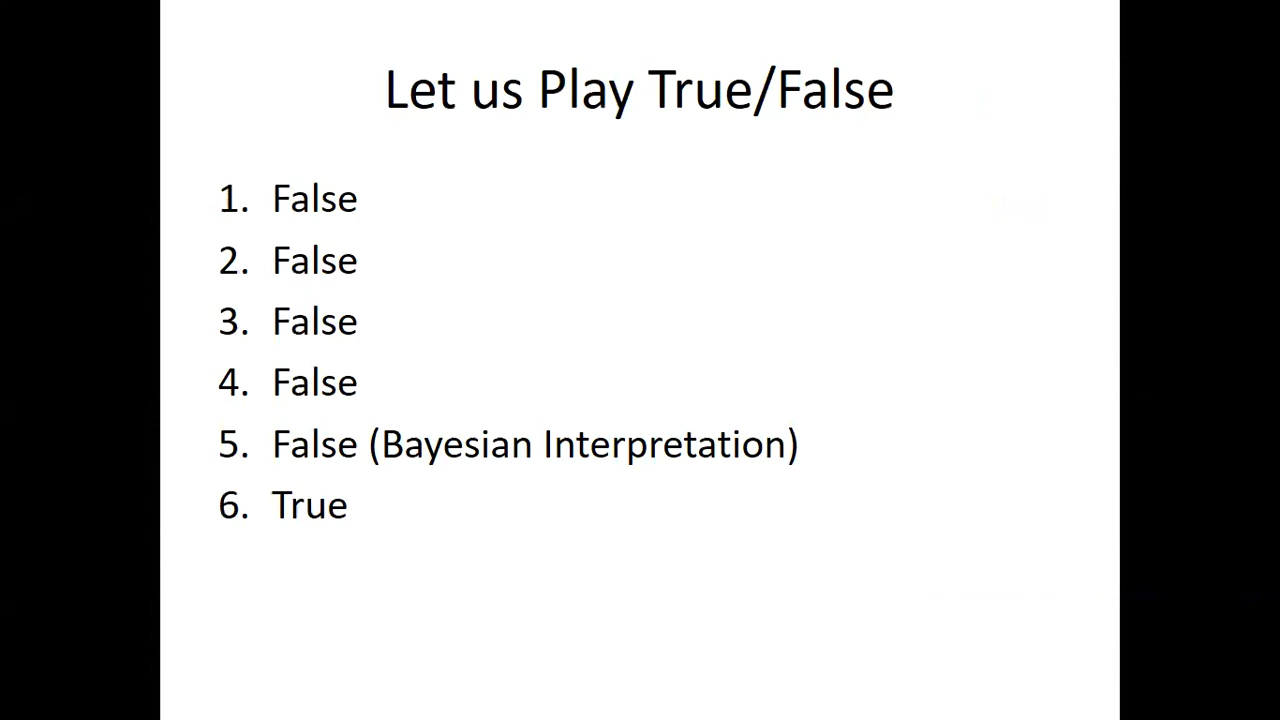 Let us Play True/False
1. False
2. False
3. False
4. False
5. False (Bayesian Interpretation)
6. True